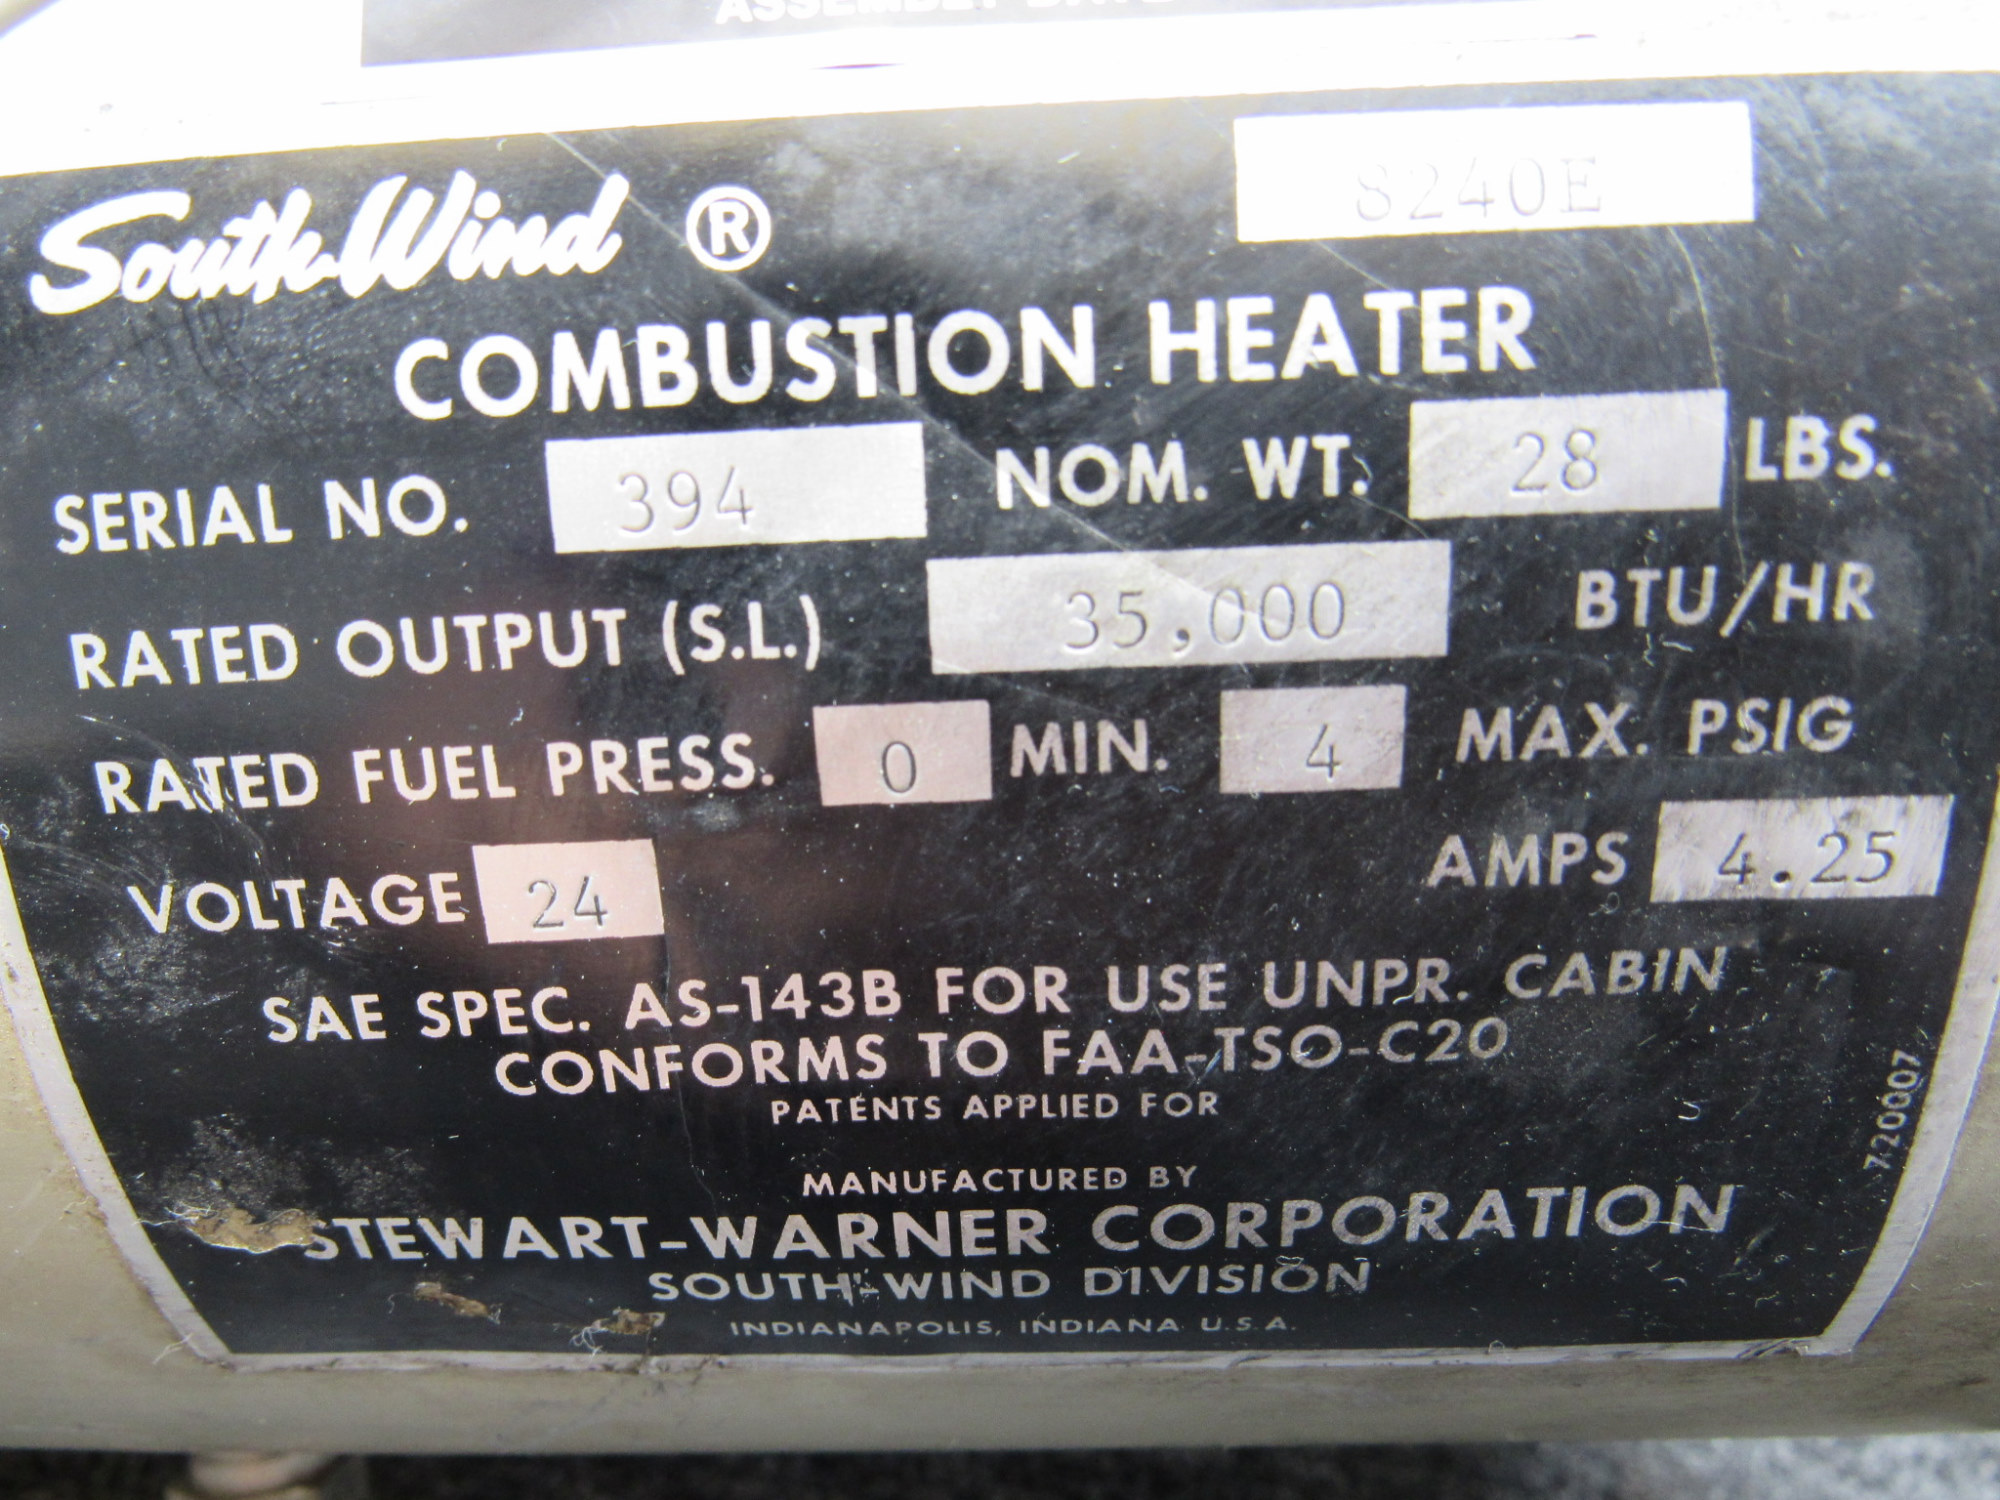 ASSEMBLY DATE
8240E
South Wind ®
COMBUSTION HEATER
SERIAL NO. 394 NOM. WT. 28 LBS.
RATED OUTPUT (S.L.) 35,000 BTU/HR
RATED FUEL PRESS. 0 MIN. 4 MAX. PSIG
VOLTAGE 24 AMPS 4.25
SAE SPEC. AS-143B FOR USE UNPR. CABIN
CONFORMS TO FAA-TSO-C20
PATENTS APPLIED FOR
MANUFACTURED BY
STEWART-WARNER CORPORATION
SOUTH-WIND DIVISION
INDIANAPOLIS, INDIANA U.S.A.
720007